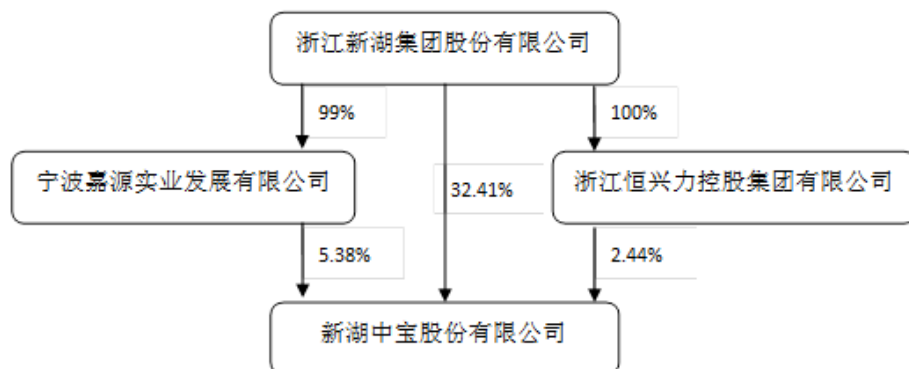 浙江新湖集团股份有限公司
99%
100%
宁波嘉源实业发展有限公司
32.41%
浙江恒兴力控股集团有限公司
5.38%
2.44%
新湖中宝股份有限公司